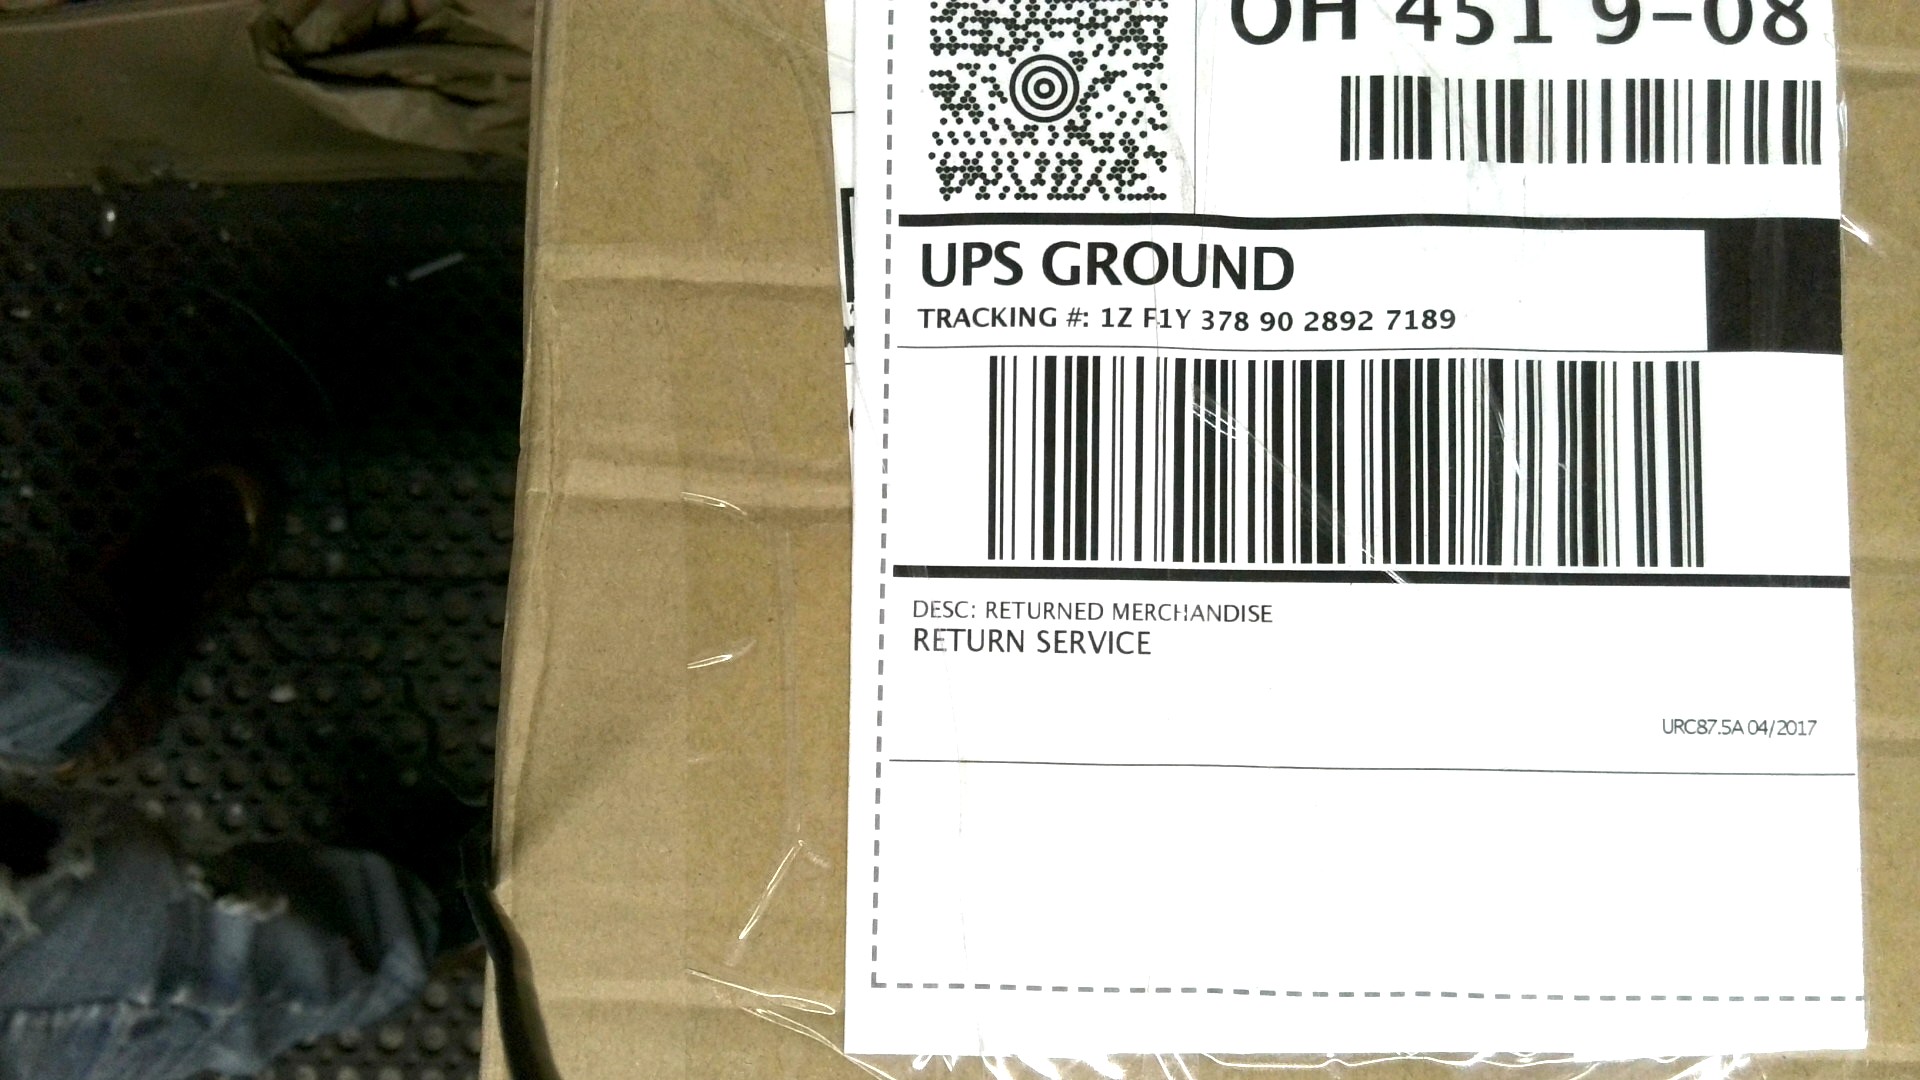 OH 451 9-08
UPS GROUND
TRACKING #: 1Z F1Y 378 90 2892 7189
DESC: RETURNED MERCHANDISE
RETURN SERVICE
URC87.5A 04/2017